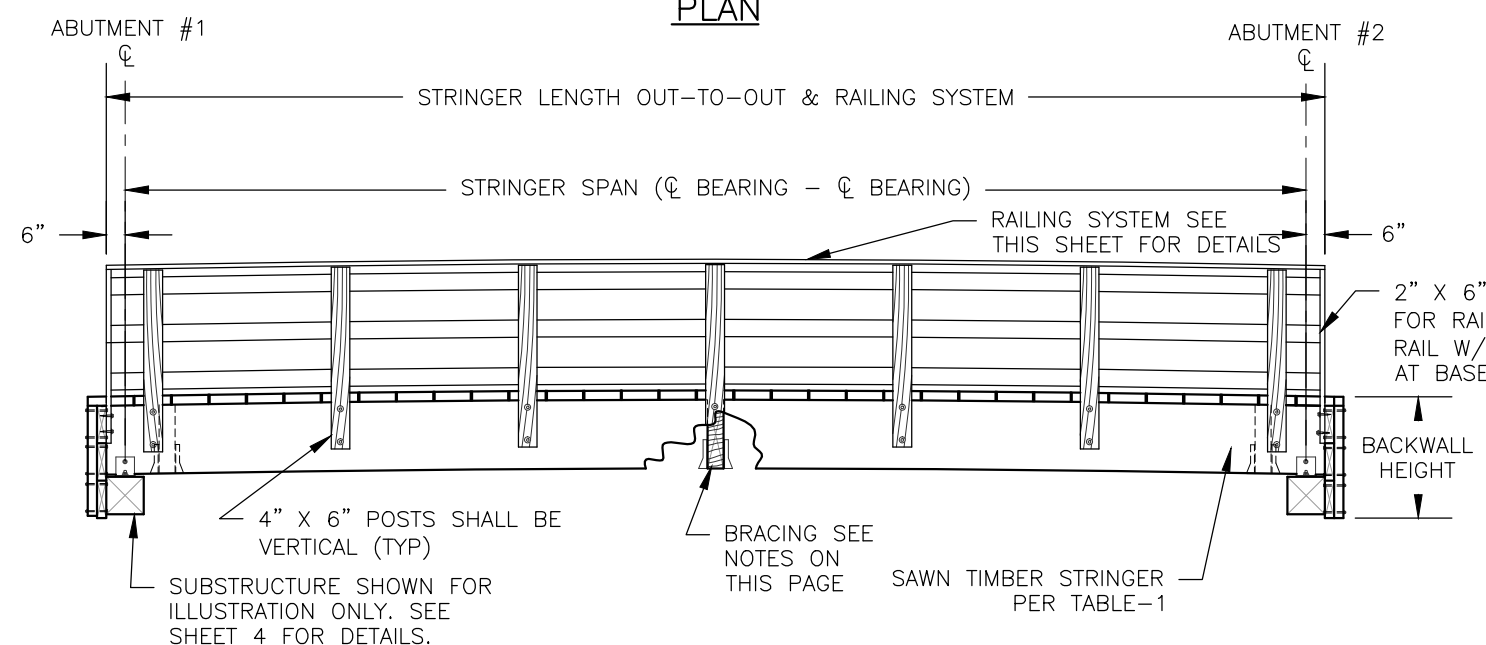 PLAN
ABUTMENT #1
℄
ABUTMENT #2
℄
STRINGER LENGTH OUT-TO-OUT & RAILING SYSTEM
STRINGER SPAN (℄ BEARING - ℄ BEARING)
6"
RAILING SYSTEM SEE
THIS SHEET FOR DETAILS
6"
2" X 6"
FOR RAI
RAIL W/
AT BASE
BACKWALL
HEIGHT
4" X 6" POSTS SHALL BE
VERTICAL (TYP)
BRACING SEE
NOTES ON
THIS PAGE
SAWN TIMBER STRINGER
PER TABLE-1
SUBSTRUCTURE SHOWN FOR
ILLUSTRATION ONLY. SEE
SHEET 4 FOR DETAILS.